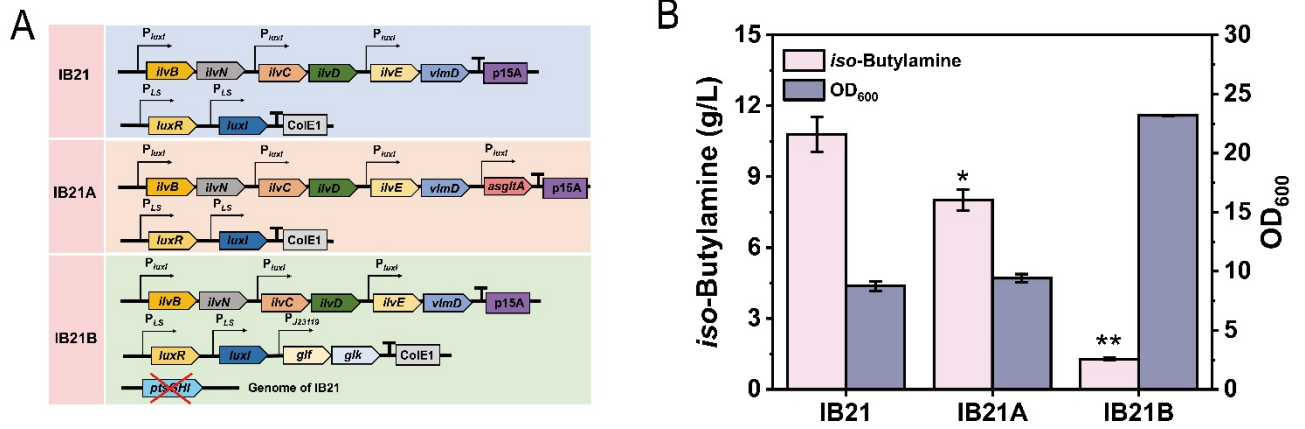 A
IB21
P_luxI P_luxI P_luxI
ilvB ilvN ilvC ilvD ilvE vlmD p15A
P_LS P_LS
luxR luxI ColE1
IB21A
P_luxI P_luxI P_luxI P_luxI
ilvB ilvN ilvC ilvD ilvE vlmD asgltA p15A
P_LS P_LS
luxR luxI ColE1
IB21B
P_luxI P_luxI P_luxI
ilvB ilvN ilvC ilvD ilvE vlmD p15A
P_LS P_LS P_J23119
luxR luxI glf glk ColE1
ptsGHI Genome of IB21
B
iso-Butylamine (g/L)
15
12
9
6
3
0
iso-Butylamine
OD600
*
**
IB21 IB21A IB21B
30
25
20
15
10
5
0
OD600